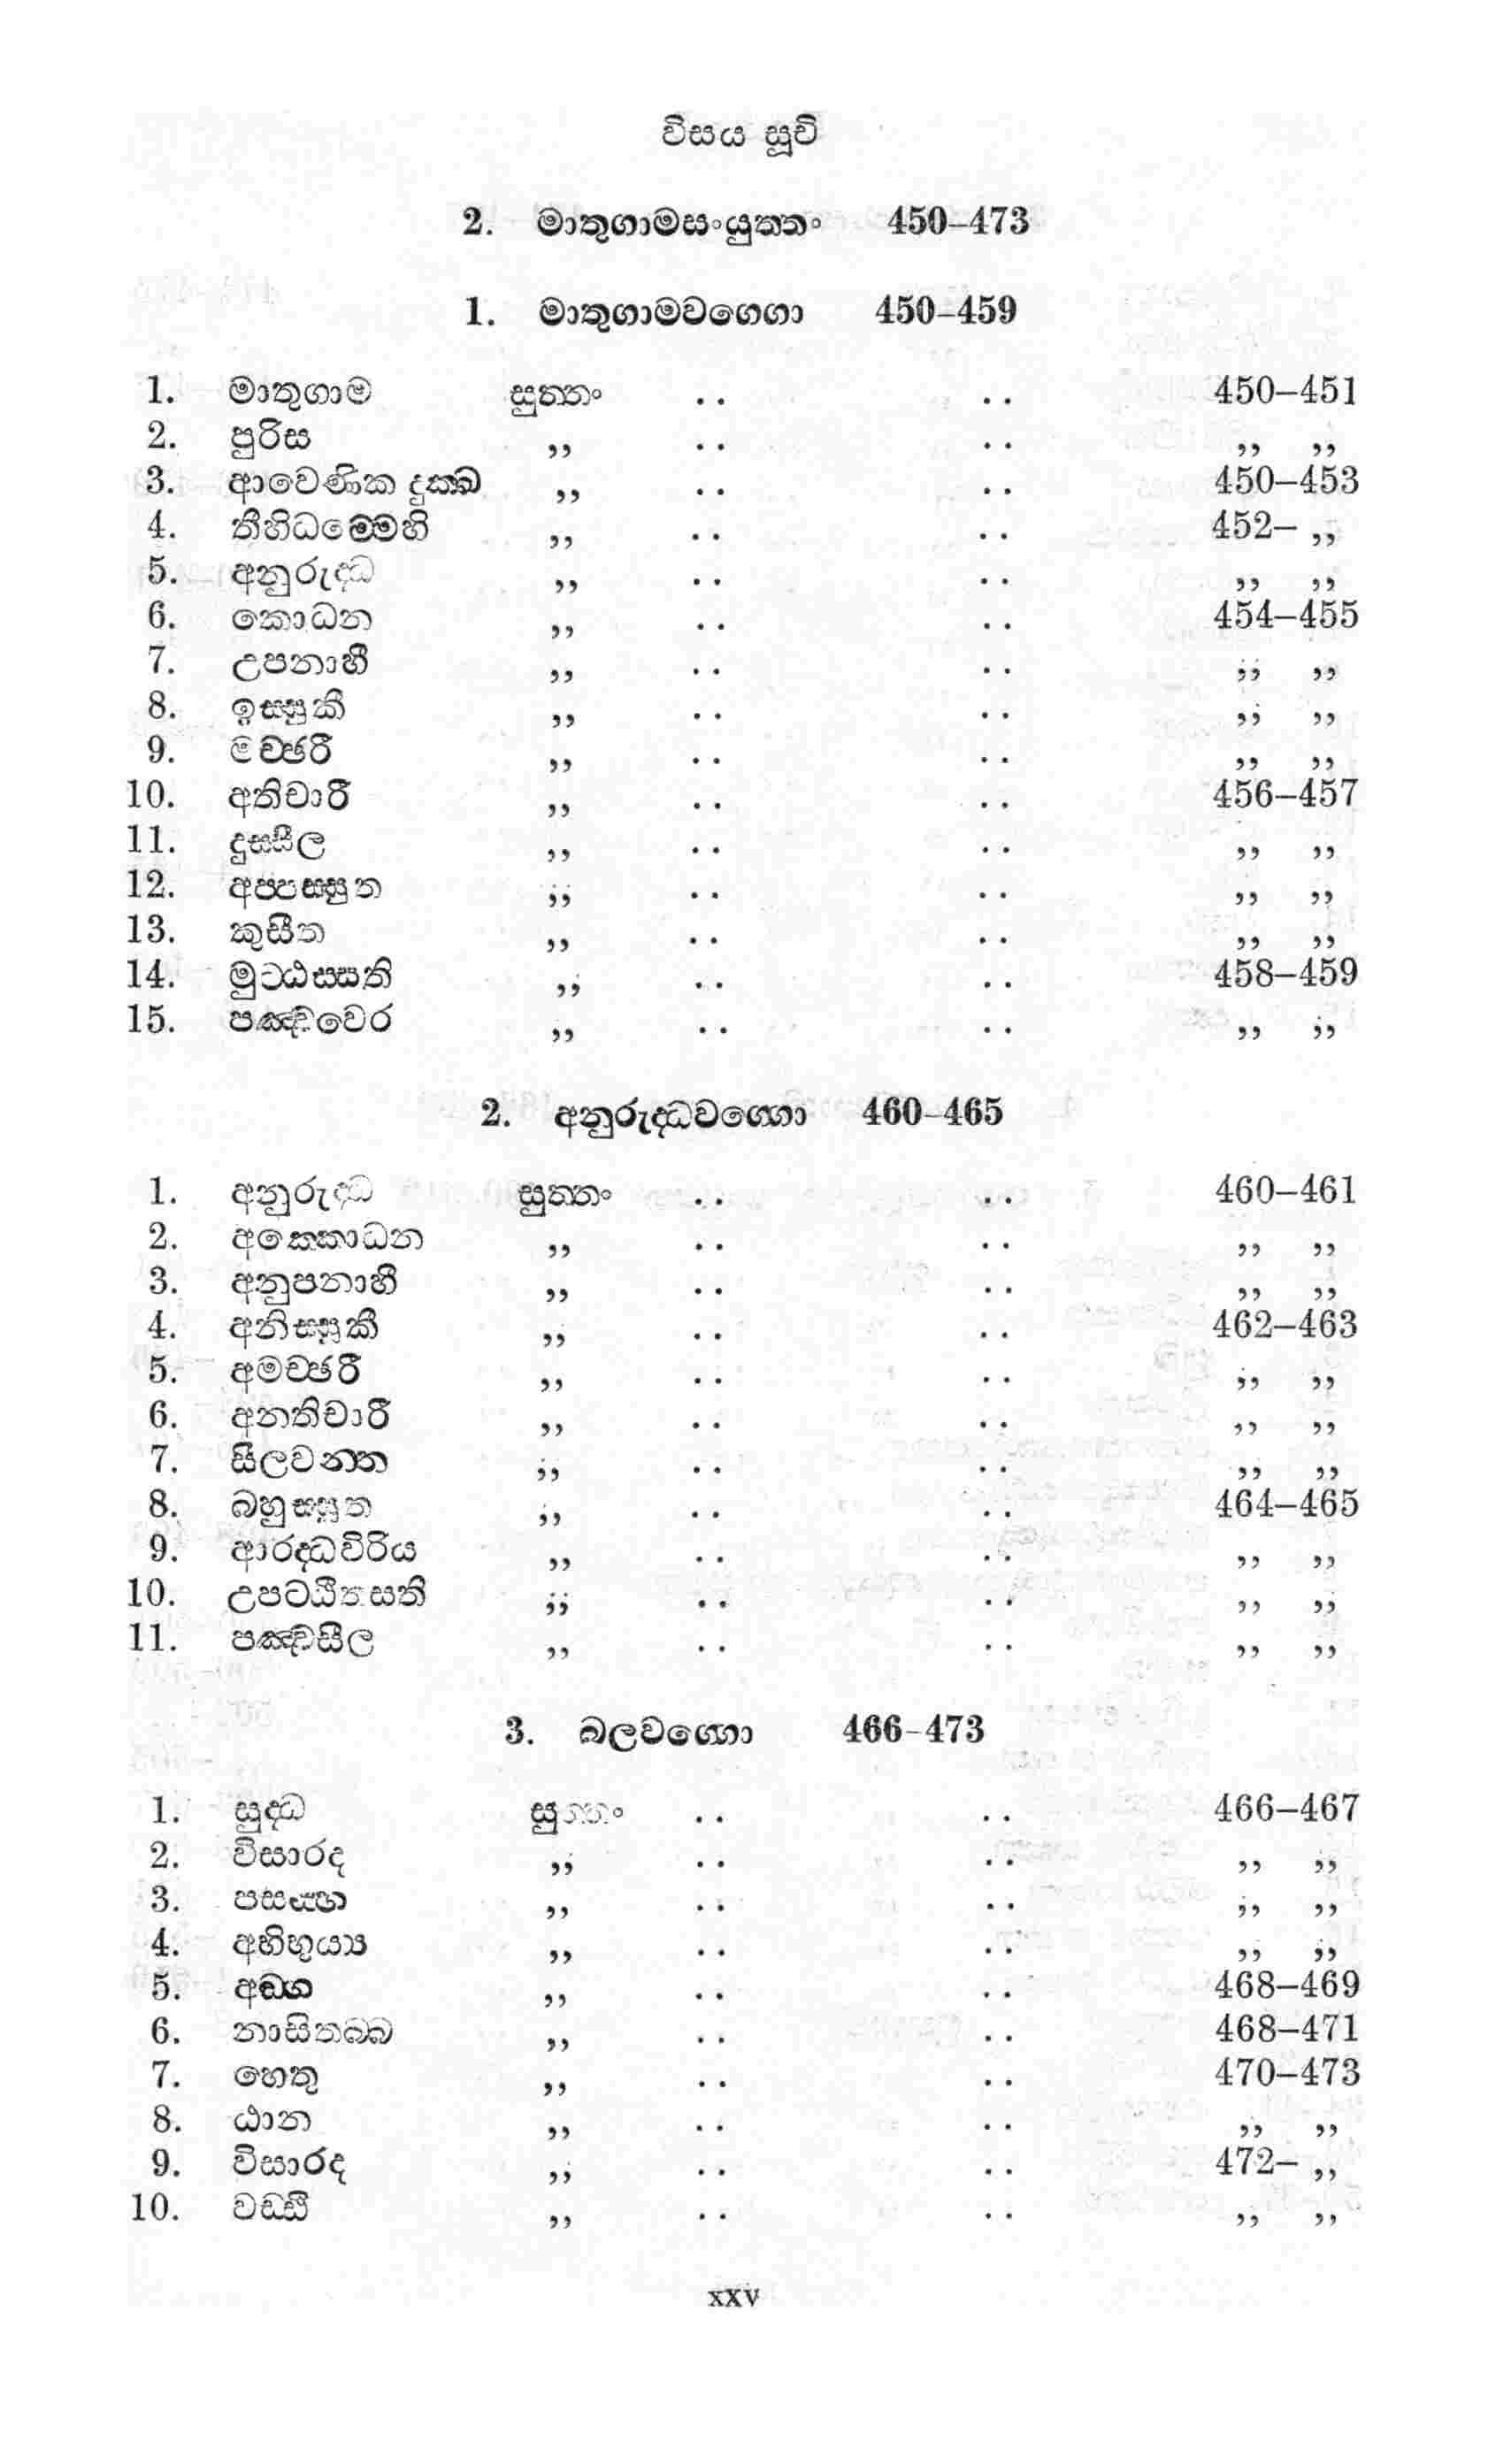 විසය සූචි
2. මාතුගාමසංයුත්තං 450–473
1. මාතුගාමවග්ගො 450–459
1. මාතුගාම සුත්තං .. .. 450–451
2. පුරිස ,, .. .. ,, ,,
3. ආවෙණික දුක්ඛ ,, .. .. 450–453
4. තීහිධම්මෙහි ,, .. .. 452– ,,
5. අනුරුද්ධ ,, .. .. ,, ,,
6. කොධන ,, .. .. 454–455
7. උපනාහී ,, .. .. ,, ,,
8. ඉස්සුකී ,, .. .. ,, ,,
9. මච්ඡරී ,, .. .. ,, ,,
10. අතිචාරී ,, .. .. 456–457
11. දුස්සීල ,, .. .. ,, ,,
12. අප්පස්සුත ,, .. .. ,, ,,
13. කුසීත ,, .. .. ,, ,,
14. මුට්ඨස්සති ,, .. .. 458–459
15. පඤ්චවෙර ,, .. .. ,, ,,
2. අනුරුද්ධවග්ගො 460–465
1. අනුරුද්ධ සුත්තං .. .. 460–461
2. අක්කොධන ,, .. .. ,, ,,
3. අනුපනාහී ,, .. .. ,, ,,
4. අනිස්සුකී ,, .. .. 462–463
5. අමච්ඡරී ,, .. .. ,, ,,
6. අනතිචාරී ,, .. .. ,, ,,
7. සීලවන්ත ,, .. .. ,, ,,
8. බහුස්සුත ,, .. .. 464–465
9. ආරද්ධවිරිය ,, .. .. ,, ,,
10. උපට්ඨිතසති ,, .. .. ,, ,,
11. පඤ්චසීල ,, .. .. ,, ,,
3. බලවග්ගො 466–473
1. සුද්ධ සුත්තං .. .. 466–467
2. විසාරද ,, .. .. ,, ,,
3. පසය්හ ,, .. .. ,, ,,
4. අභිභුය්‍ය ,, .. .. ,, ,,
5. අඞ්ග ,, .. .. 468–469
6. නාසිතබ්බ ,, .. .. 468–471
7. හෙතු ,, .. .. 470–473
8. ඨාන ,, .. .. ,, ,,
9. විසාරද ,, .. .. 472– ,,
10. වඩ්ඪි ,, .. .. ,, ,,
xxv